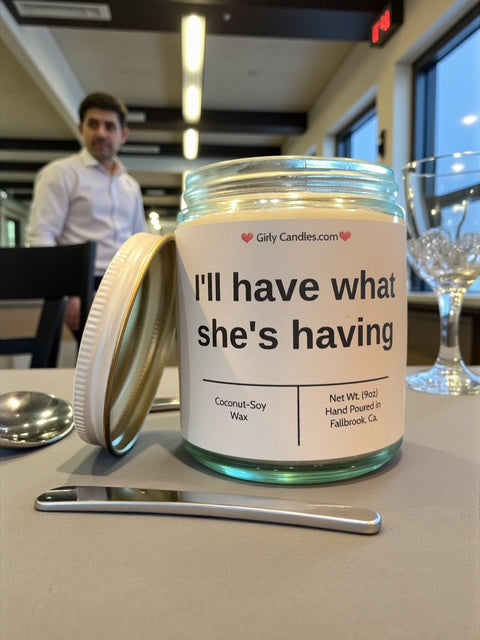 Girly Candles.com
I'll have what
she's having
Coconut-Soy
Wax
Net Wt. (9oz)
Hand Poured in
Fallbrook, Ca.